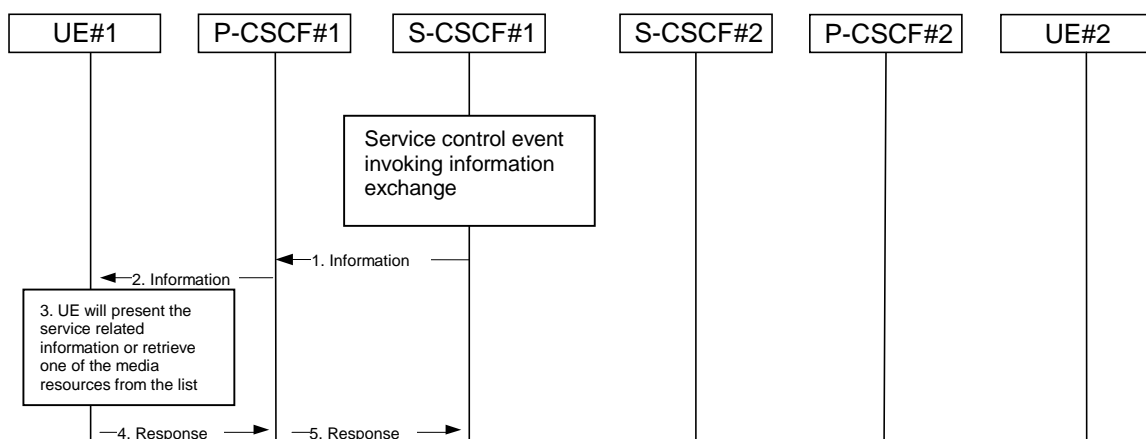 UE#1
P-CSCF#1
S-CSCF#1
S-CSCF#2
P-CSCF#2
UE#2
Service control event
invoking information
exchange
1. Information
2. Information
3. UE will present the
service related
information or retrieve
one of the media
resources from the list
4. Response
5. Response